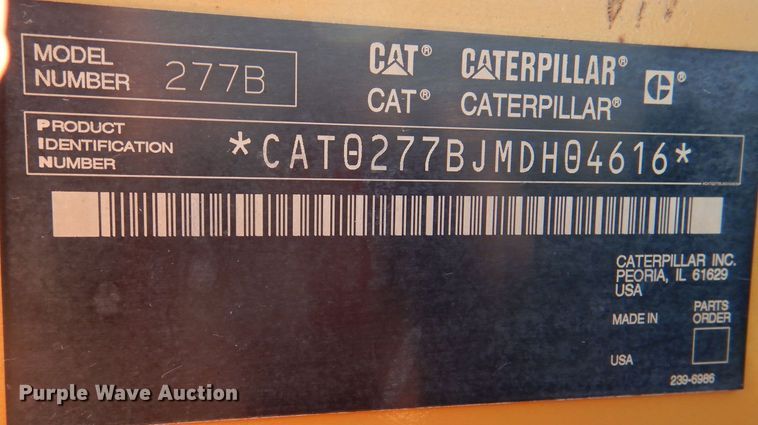 MODEL NUMBER 277B
CAT® CATERPILLAR®
CAT® CATERPILLAR®
PRODUCT IDENTIFICATION NUMBER *CAT0277BJMDH04616*
CATERPILLAR INC.
PEORIA, IL 61629
USA
MADE IN
USA
PARTS ORDER
239-6986
Purple Wave Auction